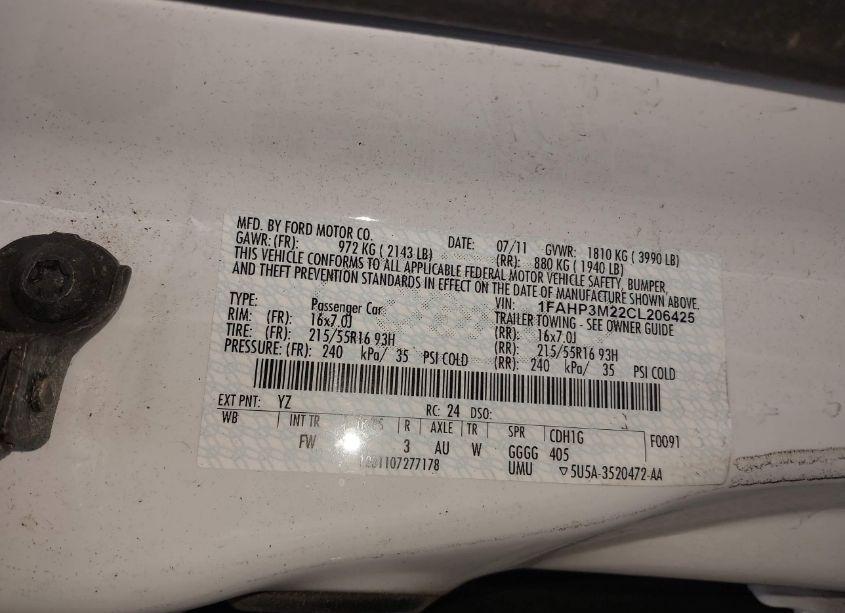 MFD. BY FORD MOTOR CO.
DATE: 07/11 GVWR: 1810 KG ( 3990 LB)
GAWR: (FR): 972 KG ( 2143 LB) (RR): 880 KG ( 1940 LB)
THIS VEHICLE CONFORMS TO ALL APPLICABLE FEDERAL MOTOR VEHICLE SAFETY, BUMPER,
AND THEFT PREVENTION STANDARDS IN EFFECT ON THE DATE OF MANUFACTURE SHOWN ABOVE.
VIN: 1FAHP3M22CL206425
TYPE: Passenger Car TRAILER TOWING - SEE OWNER GUIDE
RIM: (FR): 16x7.0J (RR): 16x7.0J
TIRE: (FR): 215/55R16 93H (RR): 215/55R16 93H
PRESSURE: (FR): 240 kPa/ 35 PSI COLD (RR): 240 kPa/ 35 PSI COLD
EXT PNT: YZ RC: 24 DSO:
WB INT TR R AXLE TR SPR CDH1G F0091
FW 3 AU W GGGG 405
1107277178 UMU ▽5U5A-3520472-AA